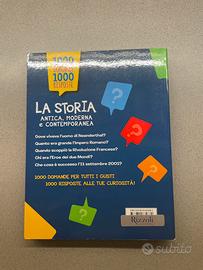 1000
1000
RISPOSTE
LA STORIA
ANTICA, MODERNA
E CONTEMPORANEA
Dove viveva l'uomo di Neanderthal?
Quanto era grande l'Impero Romano?
Quando scoppiò la Rivoluzione Francese?
Chi era l'Eroe dei due Mondi?
Che cosa è successo l'11 settembre 2001?
1000 DOMANDE PER TUTTI I GUSTI
1000 RISPOSTE ALLE TUE CURIOSITÀ!
Rizzoli
subito